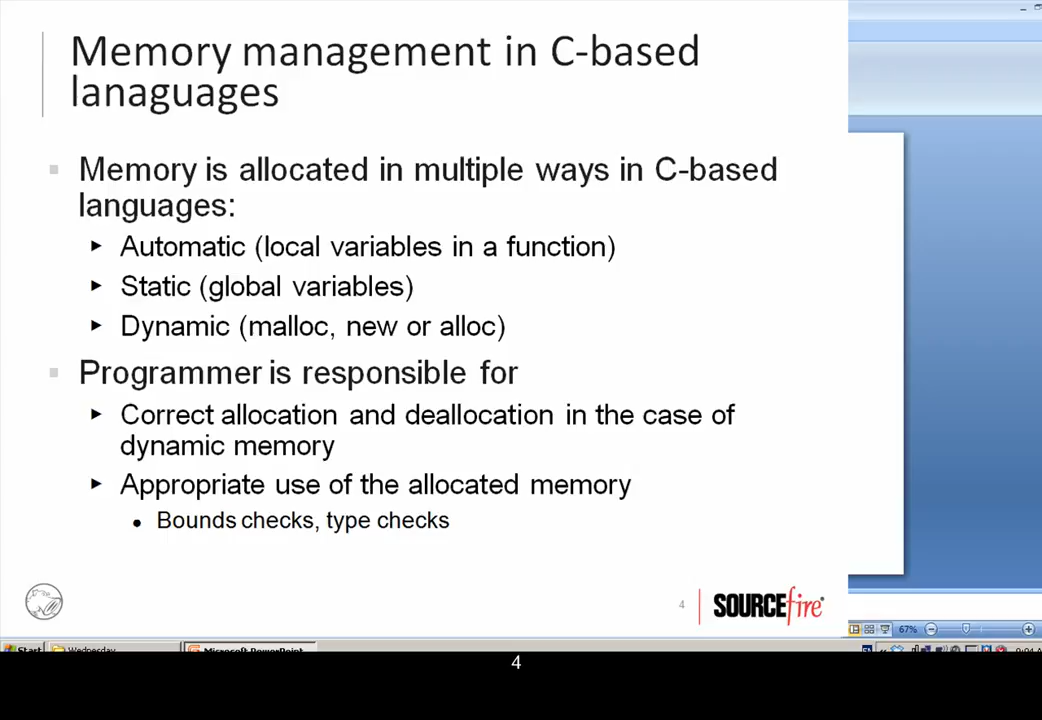 Memory management in C-based
lanaguages
Memory is allocated in multiple ways in C-based
languages:
Automatic (local variables in a function)
Static (global variables)
Dynamic (malloc, new or alloc)
Programmer is responsible for
Correct allocation and deallocation in the case of
dynamic memory
Appropriate use of the allocated memory
Bounds checks, type checks
4
SOURCEfire
67%
Start
Wednesday
Microsoft PowerPoint
4